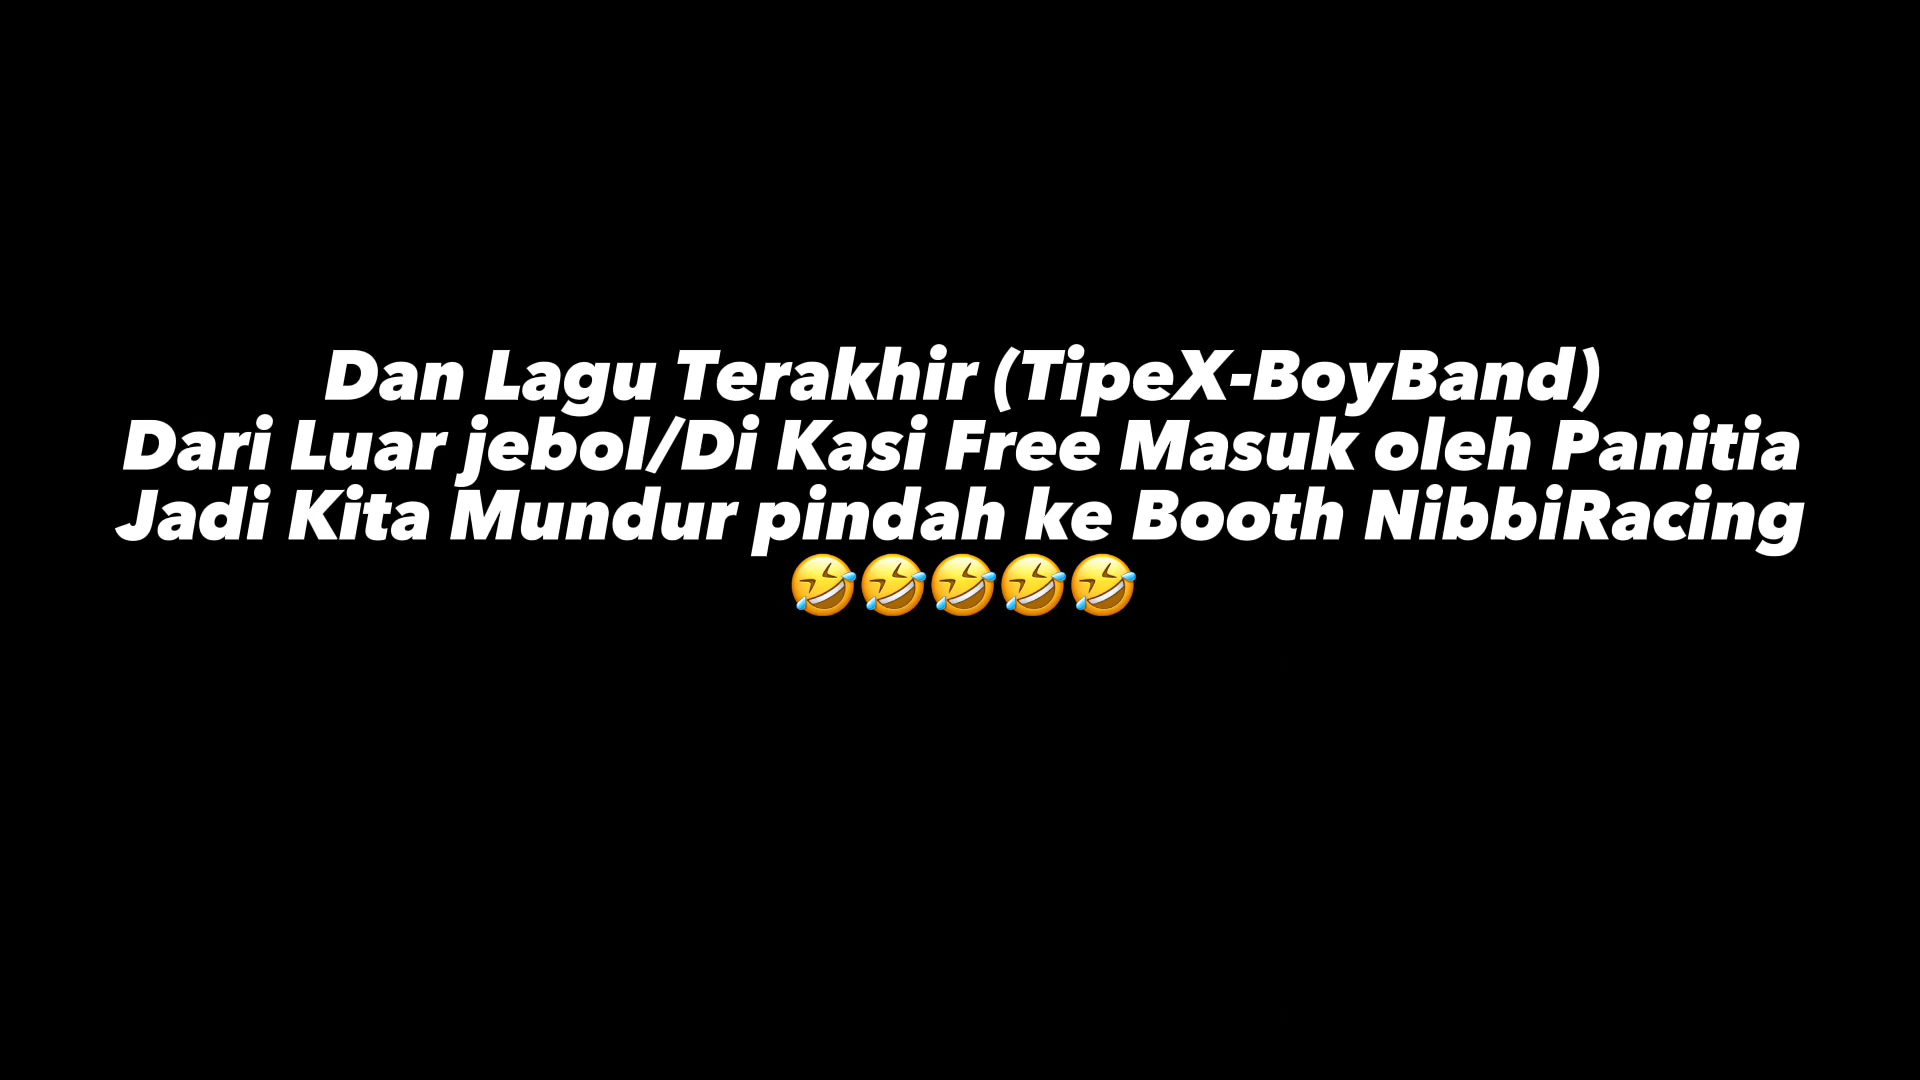 Dan Lagu Terakhir (TipeX-BoyBand)
Dari Luar jebol/Di Kasi Free Masuk oleh Panitia
Jadi Kita Mundur pindah ke Booth NibbiRacing
🤣🤣🤣🤣🤣